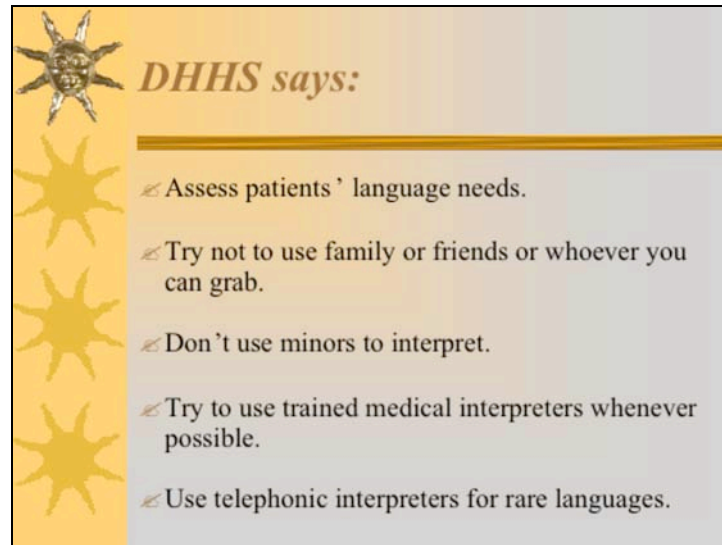 DHHS says:
Assess patients’ language needs.
Try not to use family or friends or whoever you
can grab.
Don’t use minors to interpret.
Try to use trained medical interpreters whenever
possible.
Use telephonic interpreters for rare languages.